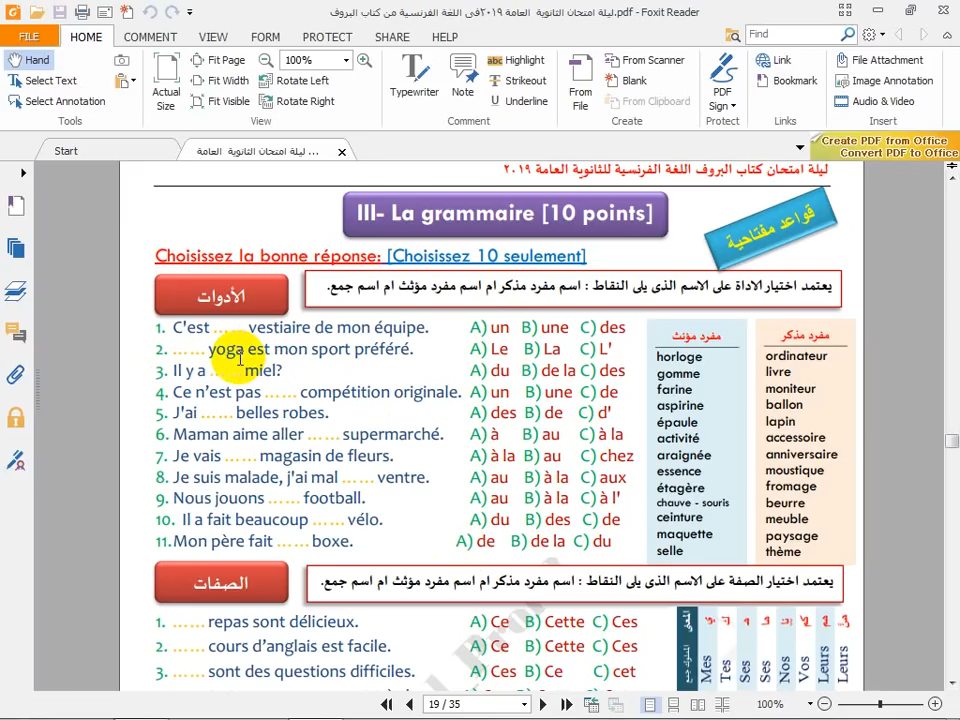 ليلة امتحان الثانوية العامة ٢٠١٩فى اللغة الفرنسية من كتاب البروف.pdf - Foxit Reader
FILE HOME COMMENT VIEW FORM PROTECT SHARE HELP
Find
Hand
Select Text
Select Annotation
Tools
Actual Size
Fit Page
Fit Width
Fit Visible
100%
Rotate Left
Rotate Right
View
Typewriter
Note
Highlight
Strikeout
Underline
Comment
From File
From Scanner
Blank
From Clipboard
Create
PDF Sign
Protect
Link
Bookmark
Links
File Attachment
Image Annotation
Audio & Video
Insert
Start
ليلة امتحان الثانوية العامة ...
Create PDF from Office
Convert PDF to Office
ليلة امتحان كتاب البروف اللغة الفرنسية للثانوية العامة ٢٠١٩
III- La grammaire [10 points]
قواعد مفتاحية
Choisissez la bonne réponse: [Choisissez 10 seulement]
الأدوات
يعتمد اختيار الاداة على الاسم الذى يلى النقاط : اسم مفرد مذكر ام اسم مفرد مؤنث ام اسم جمع.
1. C'est ...... vestiaire de mon équipe. A) un B) une C) des
2. ...... yoga est mon sport préféré. A) Le B) La C) L'
3. Il y a ...... miel? A) du B) de la C) des
4. Ce n'est pas ...... compétition originale. A) un B) une C) de
5. J'ai ...... belles robes. A) des B) de C) d'
6. Maman aime aller ...... supermarché. A) à B) au C) à la
7. Je vais ...... magasin de fleurs. A) à la B) au C) chez
8. Je suis malade, j'ai mal ...... ventre. A) au B) à la C) aux
9. Nous jouons ...... football. A) au B) à la C) à l'
10. Il a fait beaucoup ...... vélo. A) du B) des C) de
11. Mon père fait ...... boxe. A) de B) de la C) du
مفرد مؤنث
horloge
gomme
farine
aspirine
épaule
activité
araignée
essence
étagère
chauve - souris
ceinture
maquette
selle
مفرد مذكر
ordinateur
livre
moniteur
ballon
lapin
accessoire
anniversaire
moustique
fromage
beurre
meuble
paysage
thème
الصفات
يعتمد اختيار الصفة على الاسم الذى يلى النقاط : اسم مفرد مذكر ام اسم مفرد مؤنث ام اسم جمع.
1. ...... repas sont délicieux. A) Ce B) Cette C) Ces
2. ...... cours d'anglais est facile. A) Ce B) Cette C) Ces
3. ...... sont des questions difficiles. A) Ces B) Ce C) cet
المعنى
Mes
Tes
Ses
Ses
Nos
Vos
Leurs
Leurs
19 / 35
100%